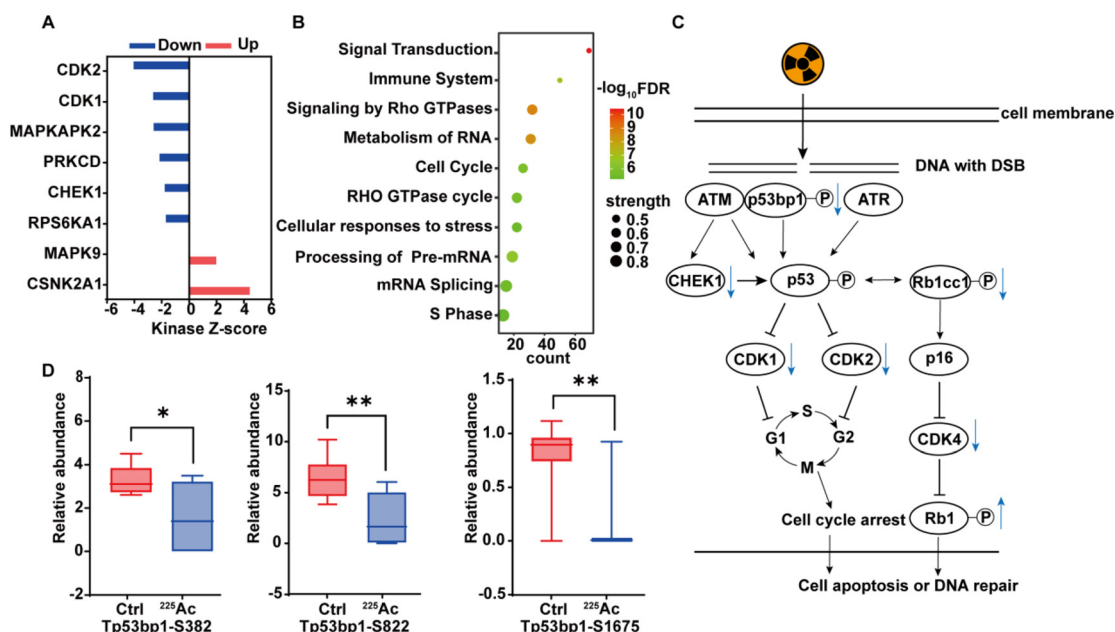 A
Down Up
CDK2
CDK1
MAPKAPK2
PRKCD
CHEK1
RPS6KA1
MAPK9
CSNK2A1
-6 -4 -2 0 2 4 6
Kinase Z-score
B
Signal Transduction
Immune System
Signaling by Rho GTPases
Metabolism of RNA
Cell Cycle
RHO GTPase cycle
Cellular responses to stress
Processing of Pre-mRNA
mRNA Splicing
S Phase
20 40 60
count
-log₁₀FDR
10
9
8
7
6
strength
0.5
0.6
0.7
0.8
C
cell membrane
DNA with DSB
ATM p53bp1 P ATR
CHEK1 p53 P Rb1cc1 P
CDK1 CDK2 p16
S
G1 G2
M
CDK4
Cell cycle arrest Rb1 P
Cell apoptosis or DNA repair
D
Relative abundance
8
6
4
2
0
-2
*
Ctrl ²²⁵Ac
Tp53bp1-S382
Relative abundance
15
10
5
0
-5
**
Ctrl ²²⁵Ac
Tp53bp1-S822
Relative abundance
1.5
1.0
0.5
0.0
-0.5
**
Ctrl ²²⁵Ac
Tp53bp1-S1675